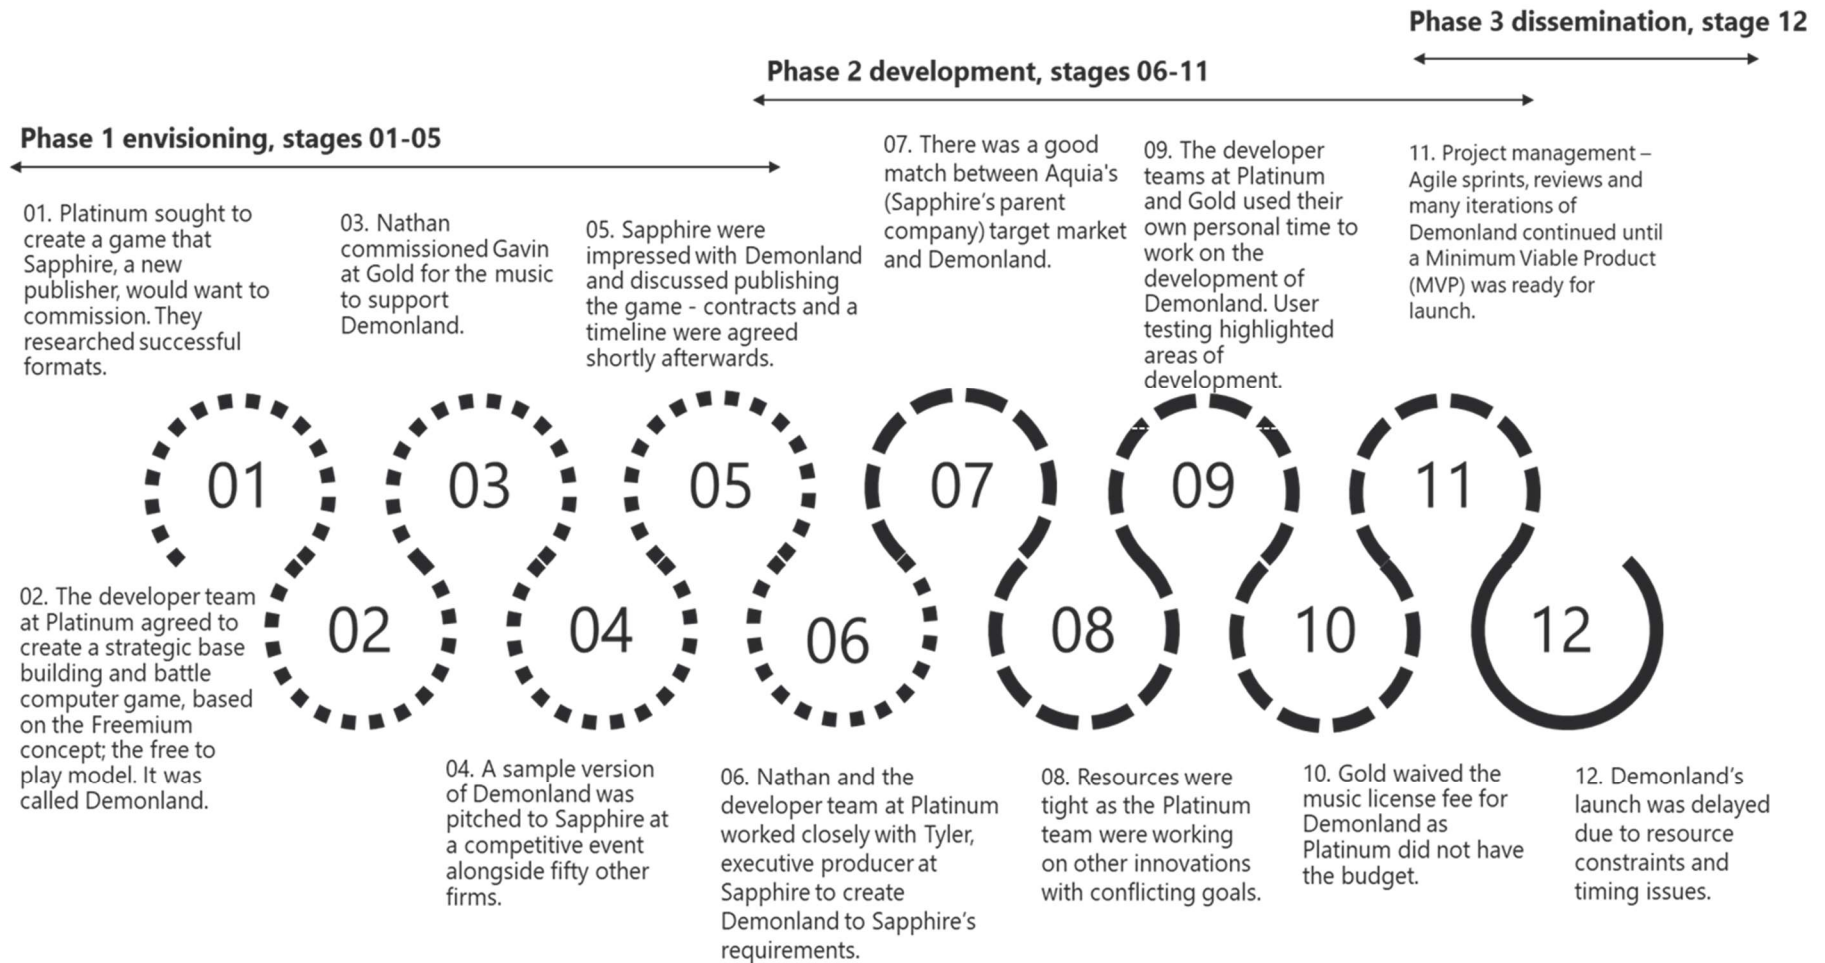 Phase 3 dissemination, stage 12
Phase 2 development, stages 06-11
Phase 1 envisioning, stages 01-05
01. Platinum sought to
create a game that
Sapphire, a new
publisher, would want to
commission. They
researched successful
formats.
03. Nathan
commissioned Gavin
at Gold for the music
to support
Demonland.
05. Sapphire were
impressed with Demonland
and discussed publishing
the game - contracts and a
timeline were agreed
shortly afterwards.
07. There was a good
match between Aquia's
(Sapphire's parent
company) target market
and Demonland.
09. The developer
teams at Platinum
and Gold used their
own personal time to
work on the
development of
Demonland. User
testing highlighted
areas of
development.
11. Project management –
Agile sprints, reviews and
many iterations of
Demonland continued until
a Minimum Viable Product
(MVP) was ready for
launch.
01
03
05
07
09
11
02
04
06
08
10
12
02. The developer team
at Platinum agreed to
create a strategic base
building and battle
computer game, based
on the Freemium
concept; the free to
play model. It was
called Demonland.
04. A sample version
of Demonland was
pitched to Sapphire at
a competitive event
alongside fifty other
firms.
06. Nathan and the
developer team at Platinum
worked closely with Tyler,
executive producer at
Sapphire to create
Demonland to Sapphire's
requirements.
08. Resources were
tight as the Platinum
team were working
on other innovations
with conflicting goals.
10. Gold waived the
music license fee for
Demonland as
Platinum did not have
the budget.
12. Demonland's
launch was delayed
due to resource
constraints and
timing issues.